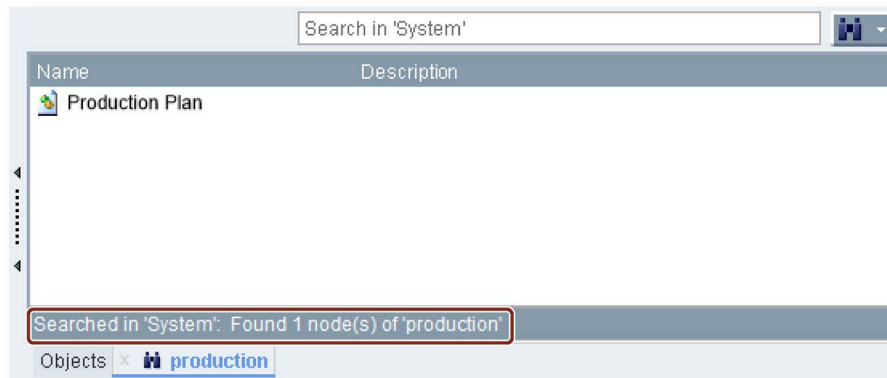 Search in 'System'
Name Description
Production Plan
Searched in 'System': Found 1 node(s) of 'production'
Objects × production